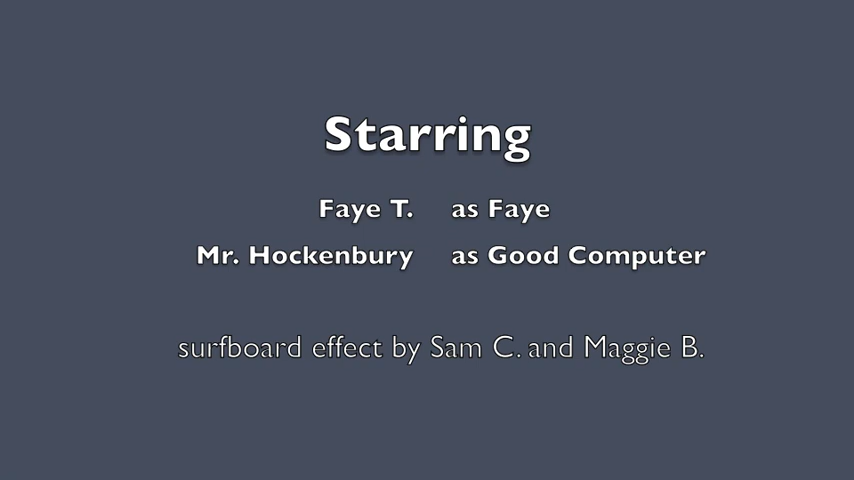 Starring
Faye T. as Faye
Mr. Hockenbury as Good Computer
surfboard effect by Sam C. and Maggie B.